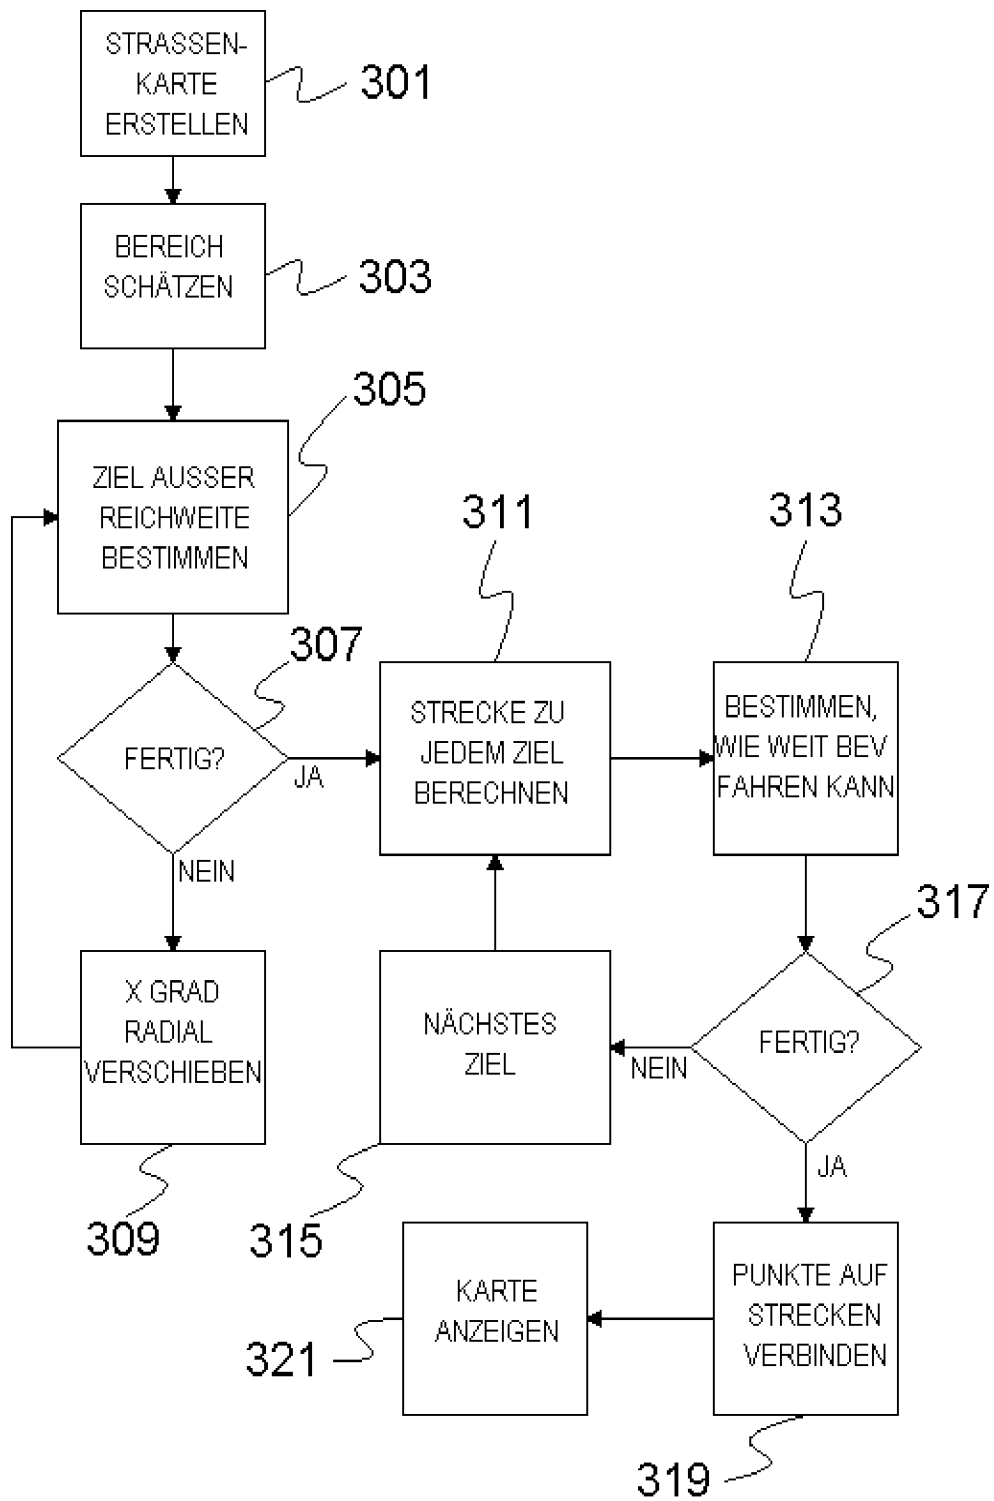 STRASSEN-
KARTE
ERSTELLEN
301
BEREICH
SCHÄTZEN
303
305
ZIEL AUSSER
REICHWEITE
BESTIMMEN
307
FERTIG?
JA
NEIN
X GRAD
RADIAL
VERSCHIEBEN
309
311
STRECKE ZU
JEDEM ZIEL
BERECHNEN
313
BESTIMMEN,
WIE WEIT BEV
FAHREN KANN
317
FERTIG?
NEIN
JA
NÄCHSTES
ZIEL
315
PUNKTE AUF
STRECKEN
VERBINDEN
319
KARTE
ANZEIGEN
321